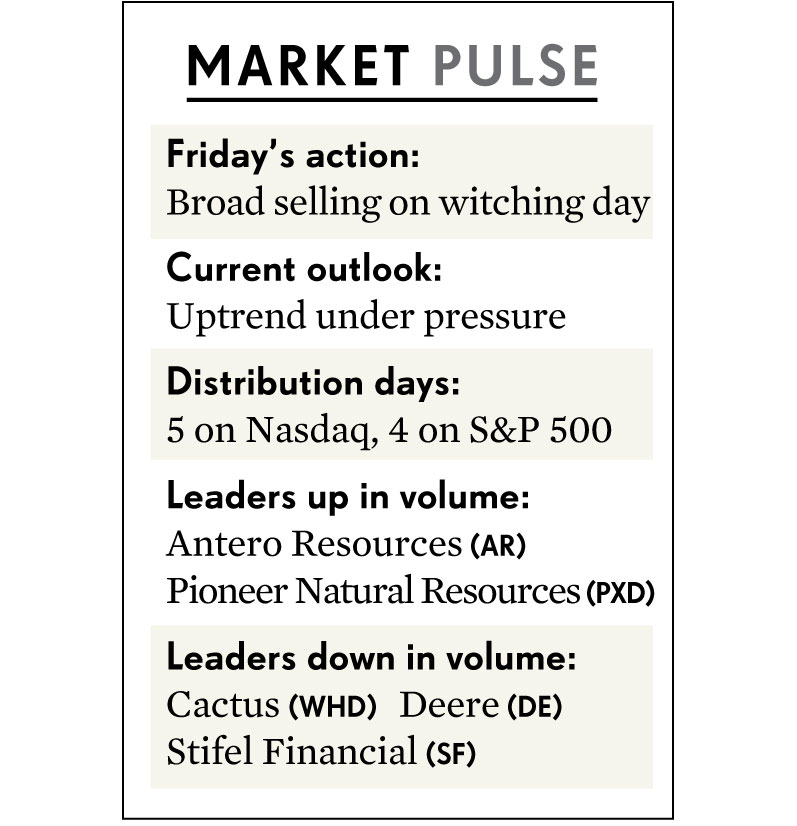 MARKET PULSE
Friday’s action:
Broad selling on witching day
Current outlook:
Uptrend under pressure
Distribution days:
5 on Nasdaq, 4 on S&P 500
Leaders up in volume:
Antero Resources (AR)
Pioneer Natural Resources (PXD)
Leaders down in volume:
Cactus (WHD) Deere (DE)
Stifel Financial (SF)